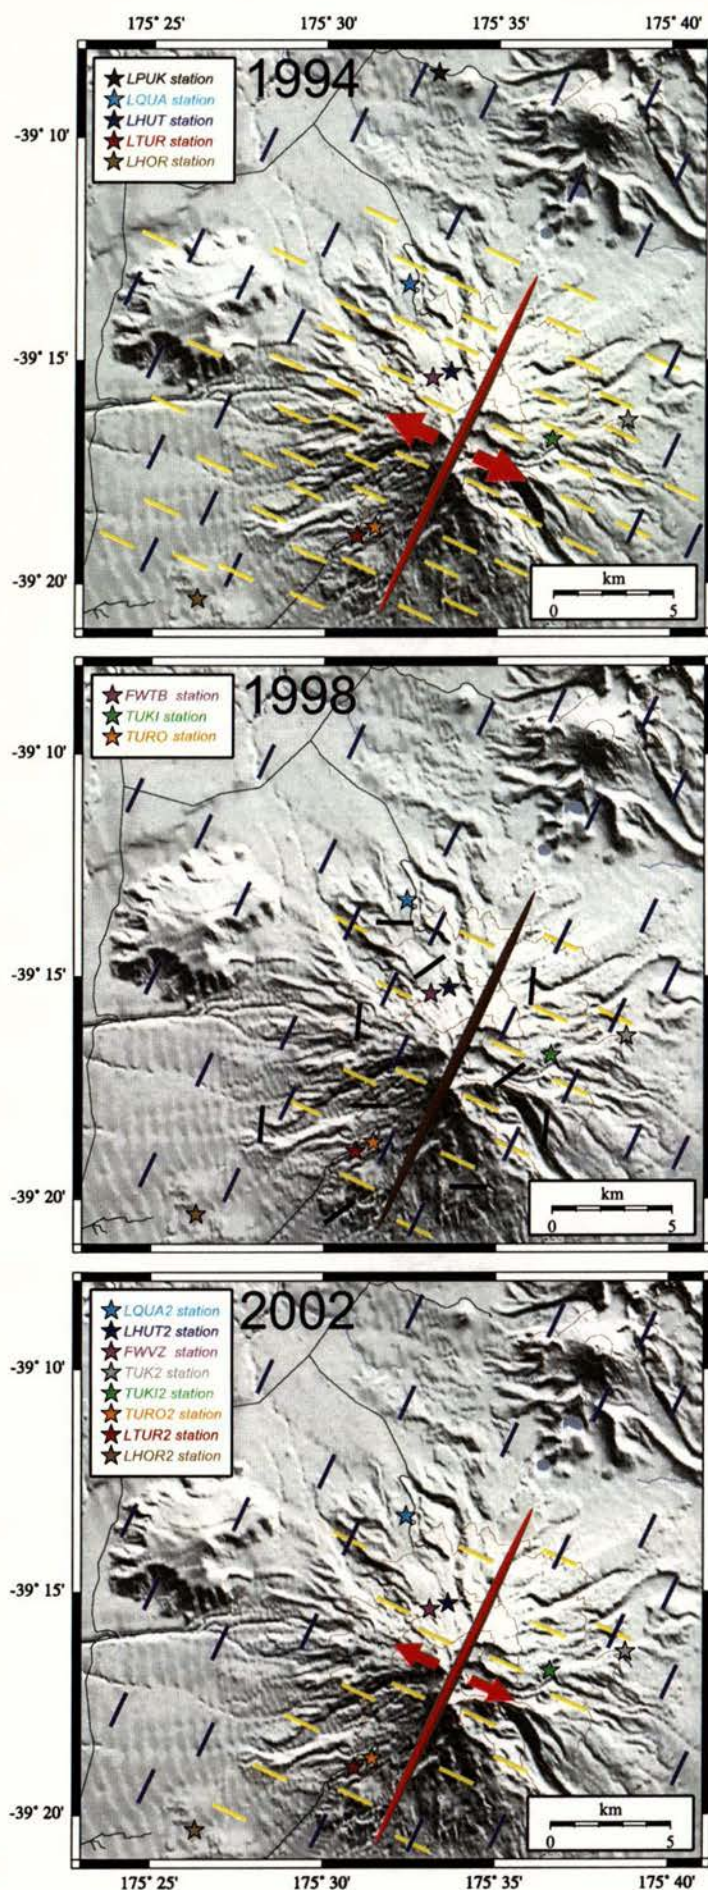 175° 25'
175° 30'
175° 35'
175° 40'
1994
LPUK station
LQUA station
LHUT station
LTUR station
LHOR station
-39° 10'
-39° 15'
-39° 20'
km
0 5
1998
FWTB station
TUKI station
TURO station
-39° 10'
-39° 15'
-39° 20'
km
0 5
2002
LQUA2 station
LHUT2 station
FWVZ station
TUK2 station
TUKI2 station
TURO2 station
LTUR2 station
LHOR2 station
-39° 10'
-39° 15'
-39° 20'
km
0 5
175° 25'
175° 30'
175° 35'
175° 40'